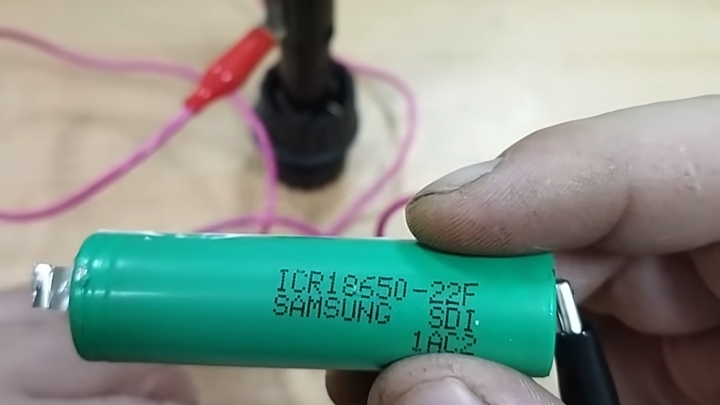 ICR18650-22F
SAMSUNG SDI
1AC2